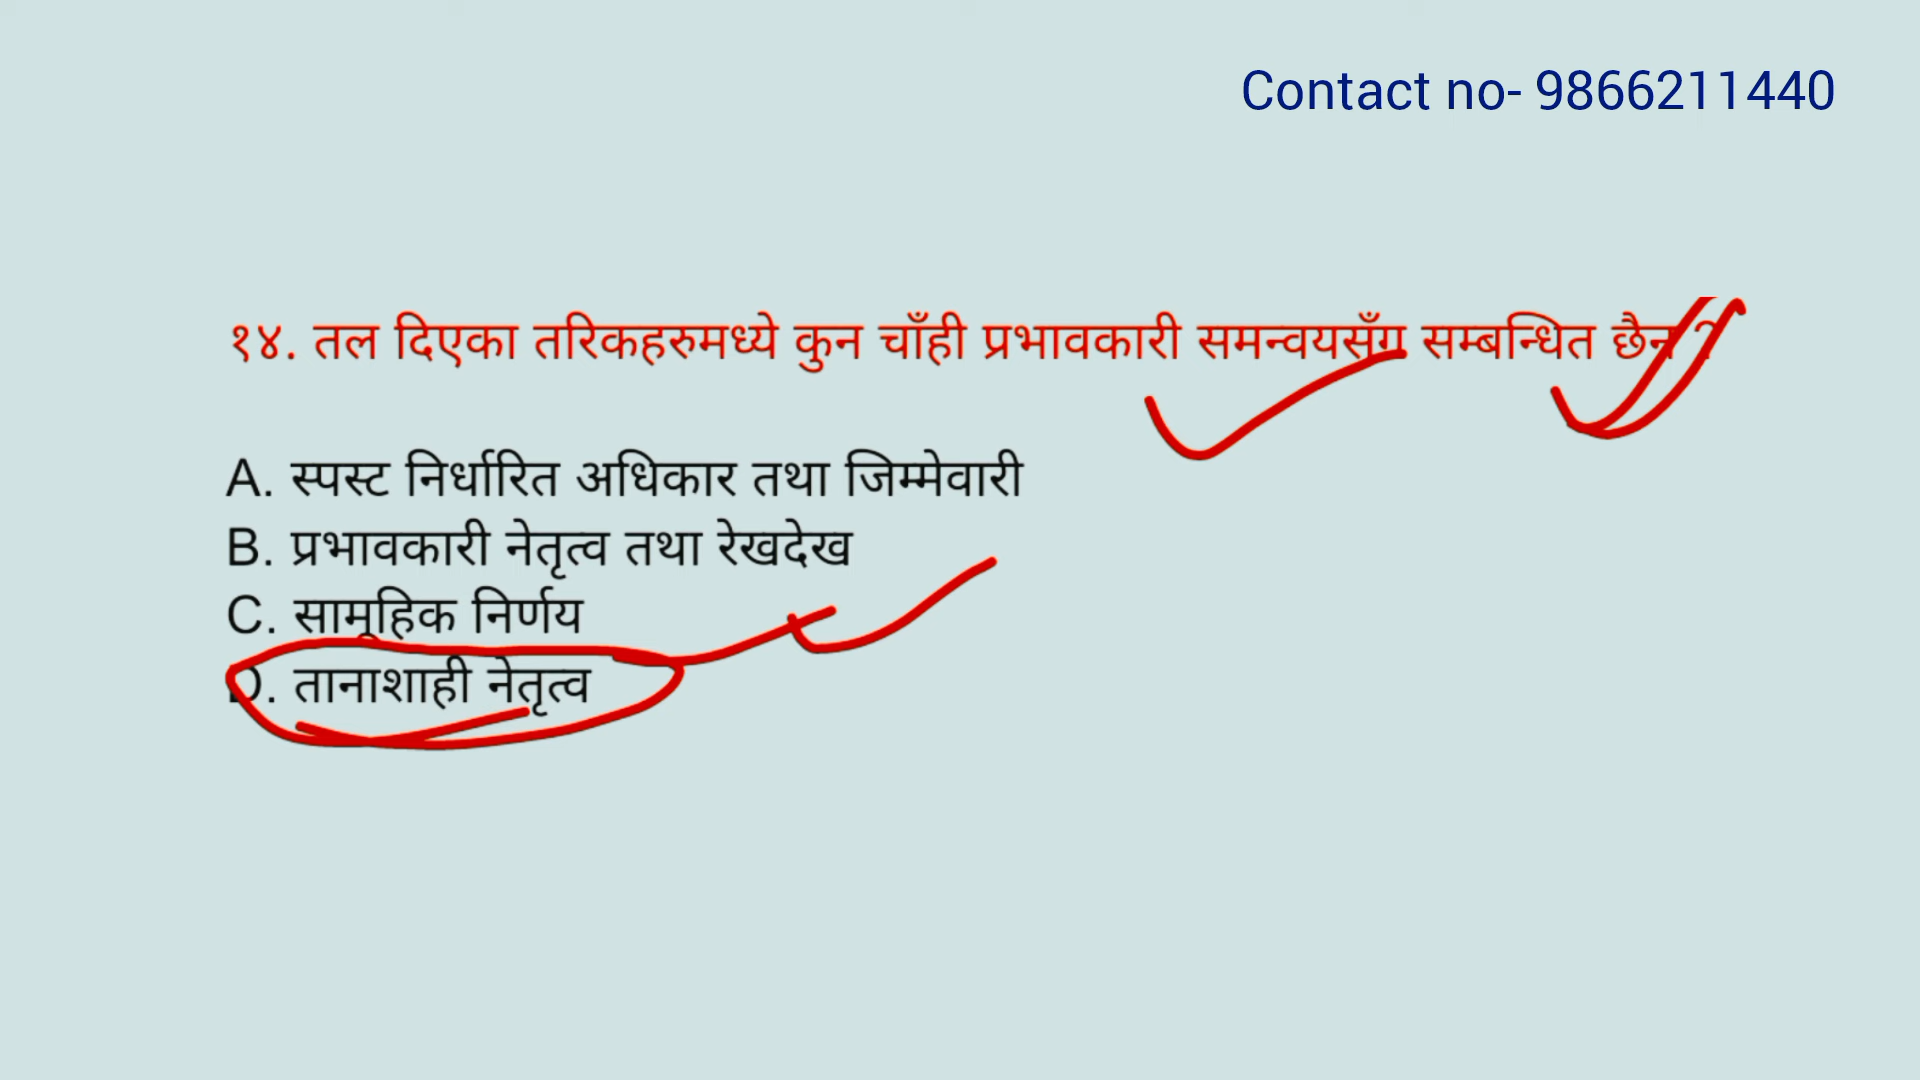 Contact no- 9866211440
१४. तल दिएका तरिकहरुमध्ये कुन चाँही प्रभावकारी समन्वयसँग सम्बन्धित छैन ?
A. स्पस्ट निर्धारित अधिकार तथा जिम्मेवारी
B. प्रभावकारी नेतृत्व तथा रेखदेख
C. सामूहिक निर्णय
D. तानाशाही नेतृत्व